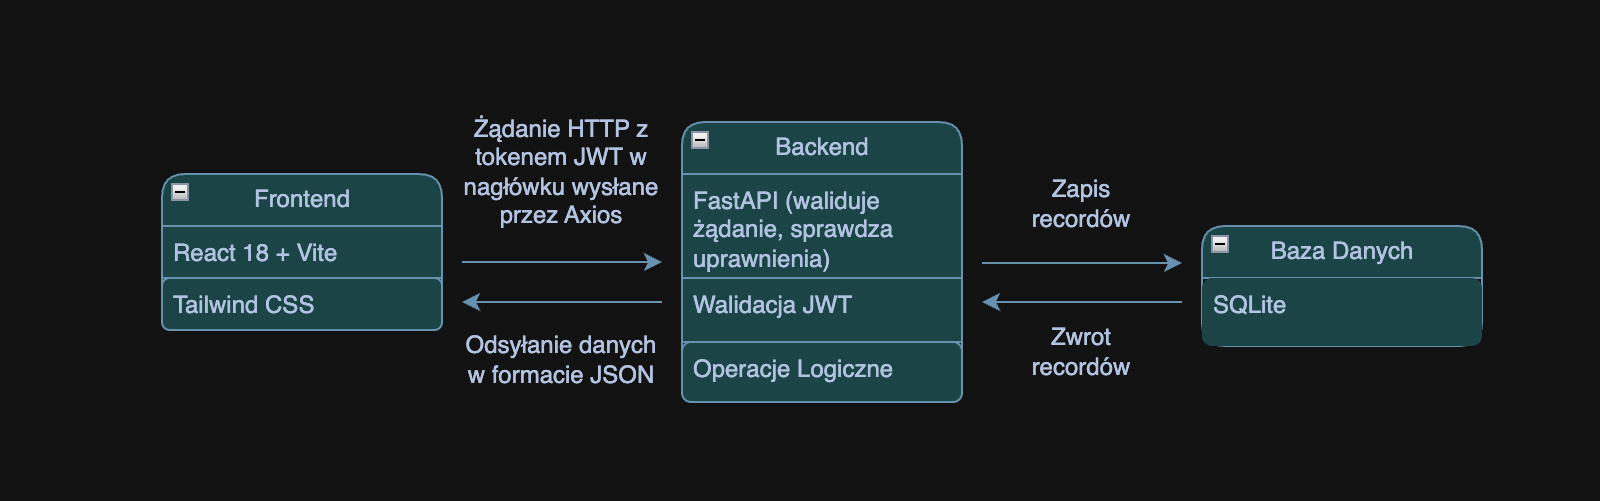 Frontend
React 18 + Vite
Tailwind CSS
Żądanie HTTP z
tokenem JWT w
nagłówku wysłane
przez Axios
Odsyłanie danych
w formacie JSON
Backend
FastAPI (waliduje
żądanie, sprawdza
uprawnienia)
Walidacja JWT
Operacje Logiczne
Zapis
recordów
Zwrot
recordów
Baza Danych
SQLite